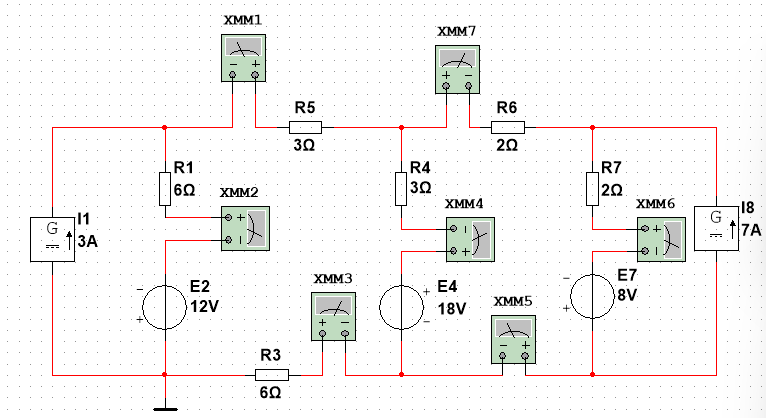 XMM1
XMM7
− +
+ −
R5
R6
3Ω
2Ω
R1
6Ω
R4
3Ω
R7
2Ω
XMM2
XMM4
XMM6
G
I1
3A
+
−
−
+
+
−
G
I8
7A
E2
12V
−
+
XMM3
+ −
E4
18V
+
−
XMM5
− +
E7
8V
−
+
R3
6Ω